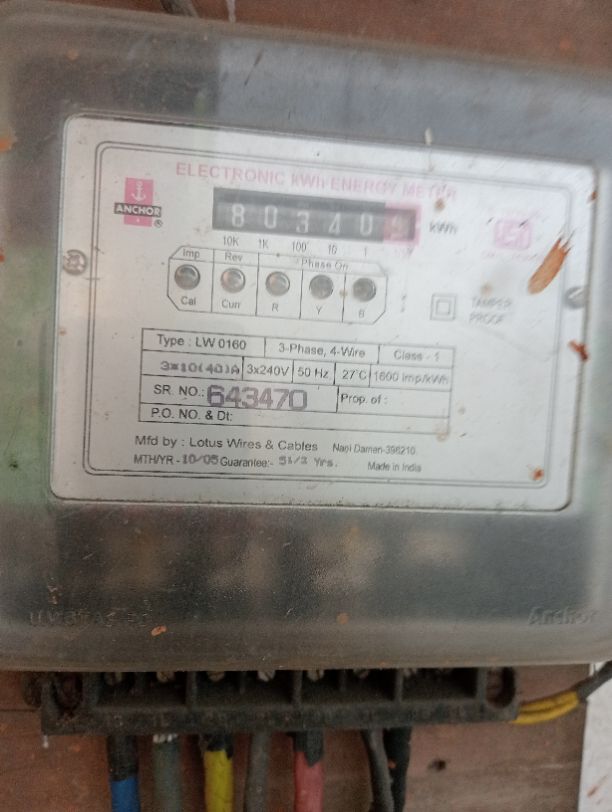 ELECTRONIC kWh ENERGY METER
ANCHOR
®
80340
kWh
10K 1K 100 10 1
Imp Rev Phase On
Cal Curr R Y B
TAMPER
PROOF
Type : LW 0160 3-Phase, 4-Wire Class - 1
3x10(40)A 3x240V 50 Hz 27°C 1600 imp/kWh
SR. NO.: 643470 Prop. of :
P.O. NO. & Dt:
Mfd by : Lotus Wires & Cables Nani Daman-396210.
MTH/YR - 10/05 Guarantee:- 5½ Yrs. Made in India
Anchor